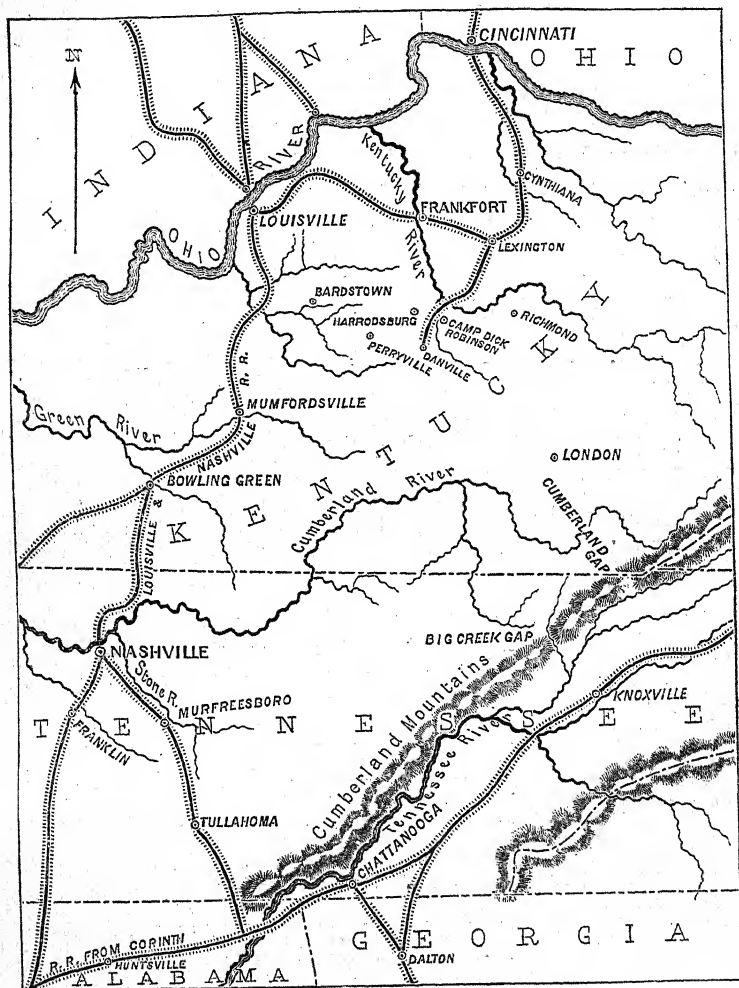 CINCINNATI
OHIO
N
INDIANA
RIVER
OHIO
Kentucky
River
CYNTHIANA
FRANKFORT
LOUISVILLE
LEXINGTON
BARDSTOWN
HARRODSBURG
CAMP DICK
ROBINSON
RICHMOND
PERRYVILLE
DANVILLE
KENTUCKY
MUMFORDSVILLE
Green River
LOUISVILLE & NASHVILLE R. R.
BOWLING GREEN
LONDON
Cumberland River
CUMBERLAND
GAP
BIG CREEK GAP
NASHVILLE
Stone R.
MURFREESBORO
KNOXVILLE
TENNESSEE
FRANKLIN
Cumberland Mountains
Tennessee River
TULLAHOMA
CHATTANOOGA
GEORGIA
R. R. FROM CORINTH
HUNTSVILLE
DALTON
ALABAMA